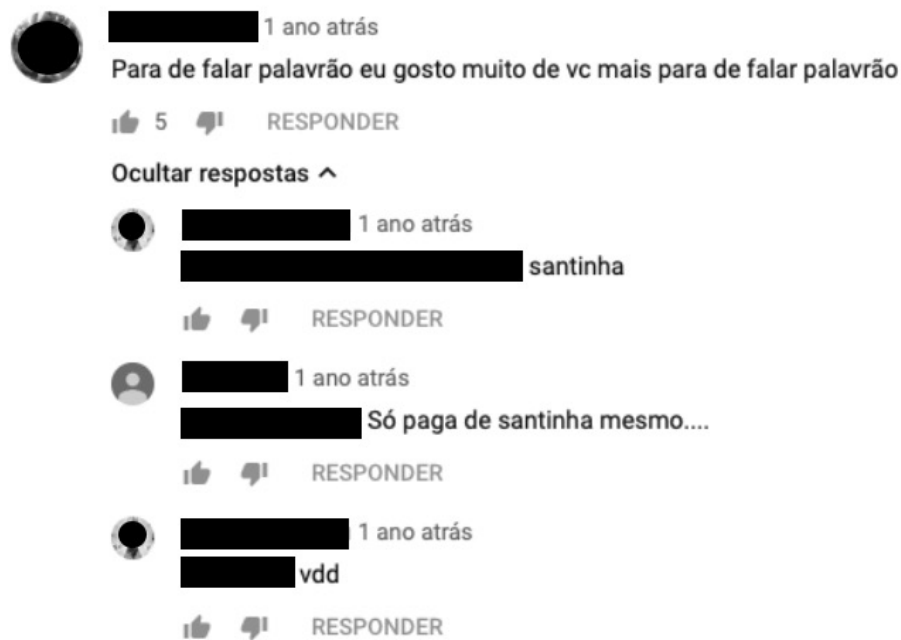 1 ano atrás
Para de falar palavrão eu gosto muito de vc mais para de falar palavrão
5 RESPONDER
Ocultar respostas
1 ano atrás
santinha
RESPONDER
1 ano atrás
Só paga de santinha mesmo....
RESPONDER
1 ano atrás
vdd
RESPONDER